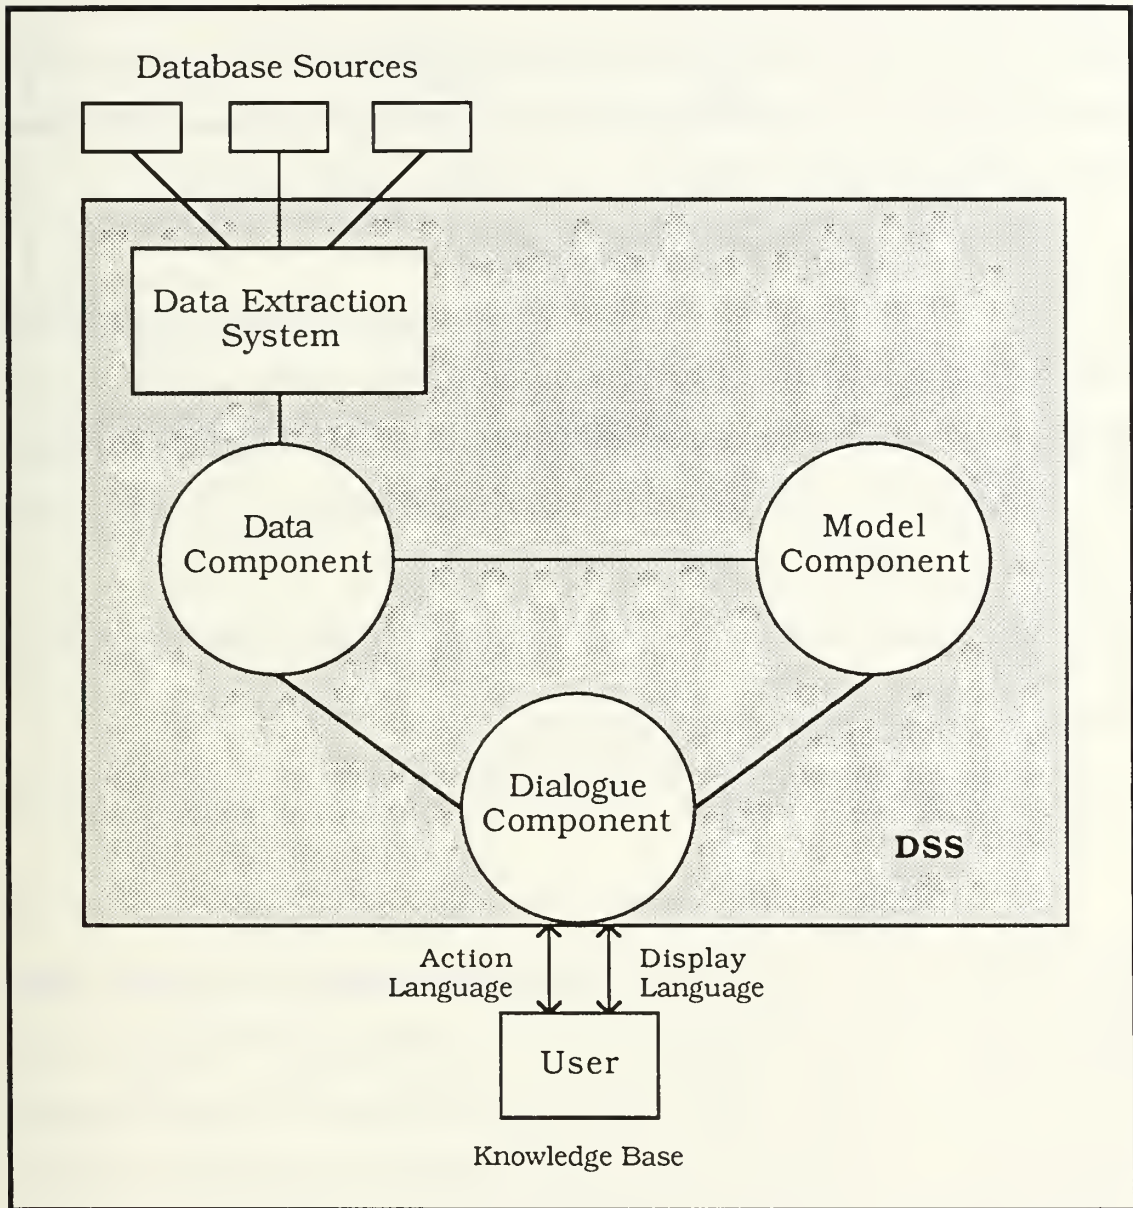 Database Sources
Data Extraction
System
Data
Component
Model
Component
Dialogue
Component
DSS
Action
Language
Display
Language
User
Knowledge Base